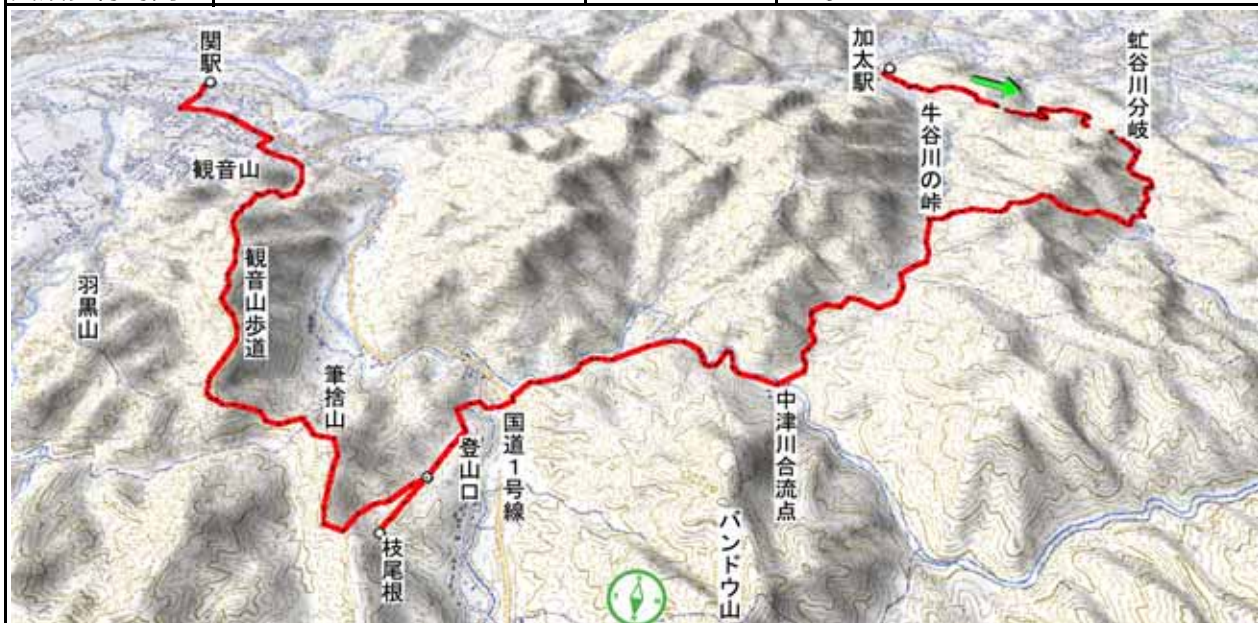 関駅
観音山
観音山歩道
羽黒山
筆捨山
枝尾根
登山口
国道１号線
バンドウ山
中津川合流点
牛谷川の峠
加太駅
虻谷川分岐